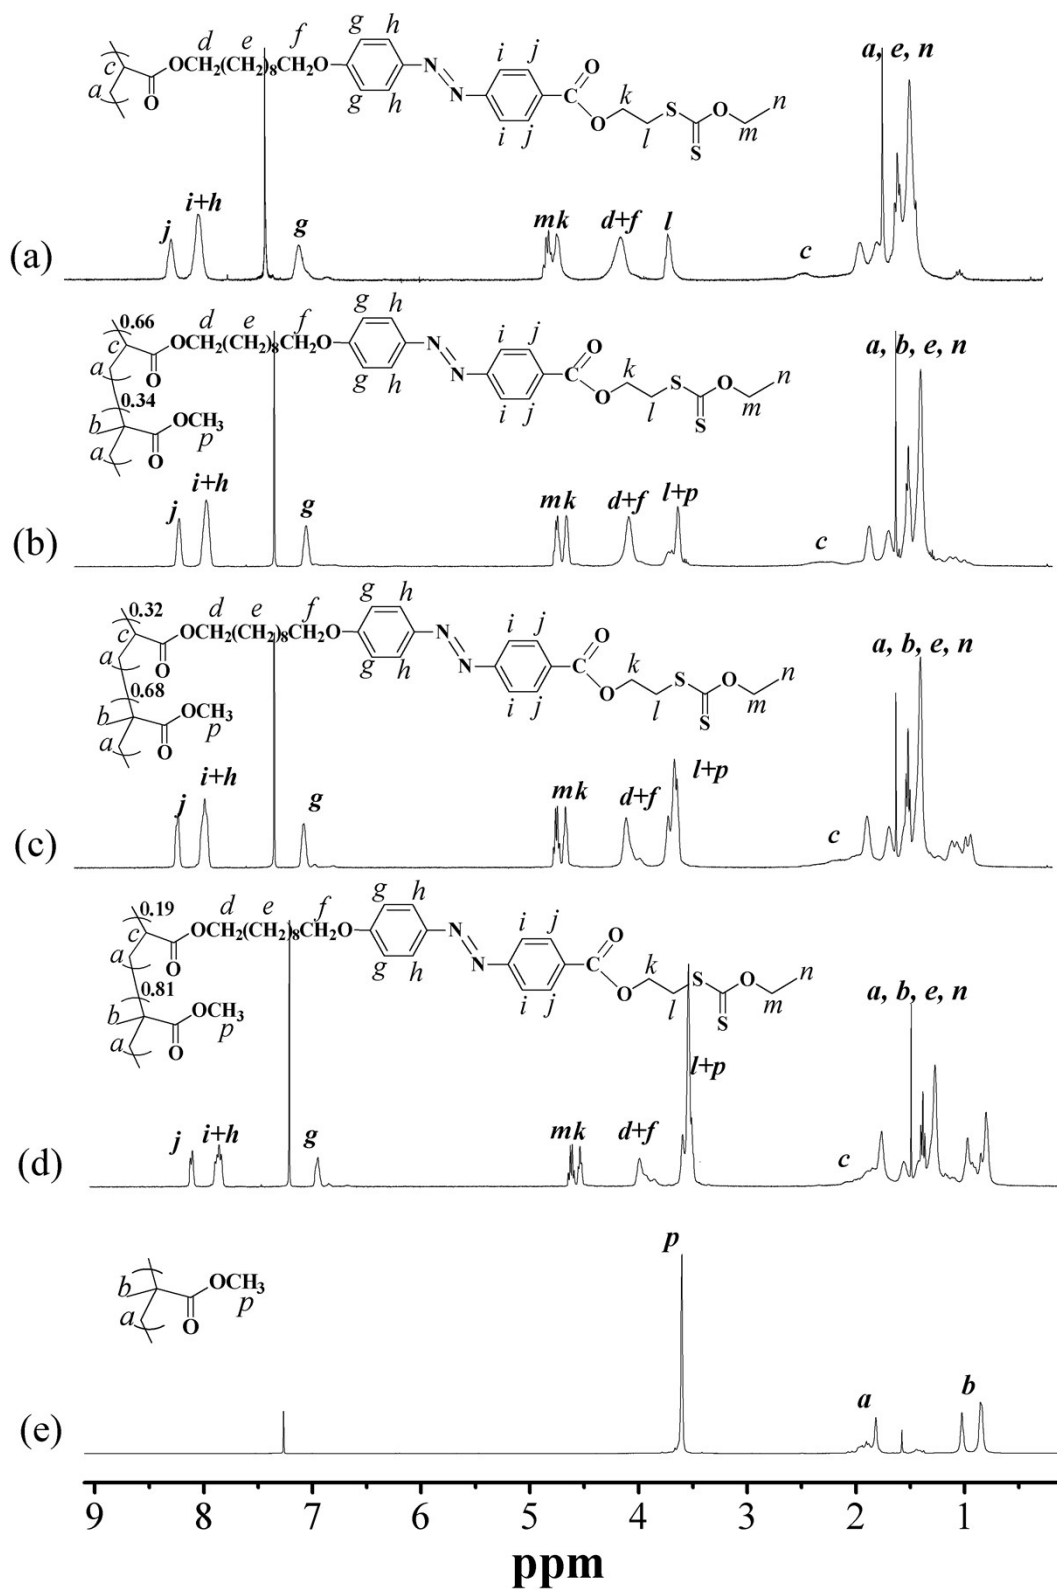 a, e, n
d e f g h
OCH2(CH2)8CH2O
i j
c O
a O N N C O k S O n
g h i j l S m
i+h
j g mk d+f l c
(a)
0.66 d e f g h
OCH2(CH2)8CH2O
a, b, e, n
i j
c O
a O N N C O k S O n
0.34 g h i j l S m
b OCH3
O p
a
i+h
j g mk d+f l+p c
(b)
0.32 d e f g h
OCH2(CH2)8CH2O
a, b, e, n
i j
c O
a O N N C O k S O n
0.68 g h i j l S m
b OCH3
O p
a
i+h
j g mk d+f l+p c
(c)
0.19 d e f g h
OCH2(CH2)8CH2O
i j
c O
a O N N C O k S O n
a, b, e, n
0.81 g h i j l S m
b OCH3
O p
a
l+p
j i+h g mk d+f c
(d)
p
b OCH3
a O p
a b
(e)
9 8 7 6 5 4 3 2 1
ppm